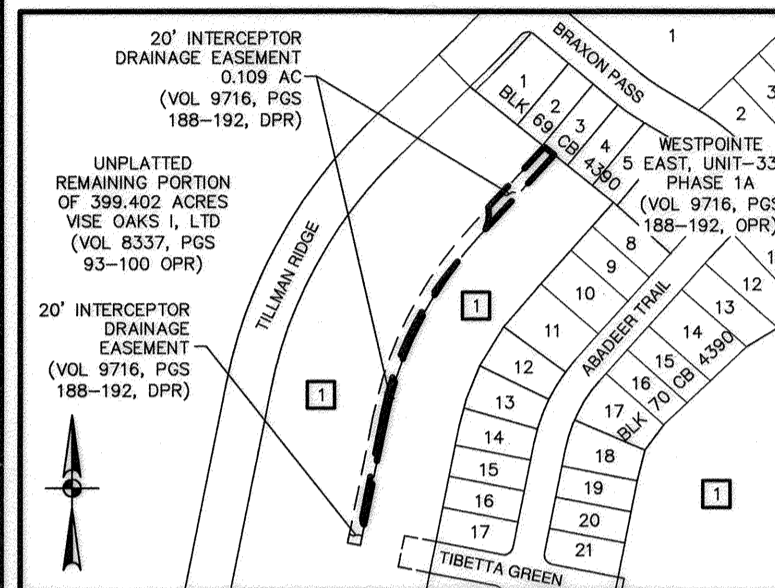 20' INTERCEPTOR
DRAINAGE EASEMENT
0.109 AC
(VOL 9716, PGS
188-192, DPR)
UNPLATTED
REMAINING PORTION
OF 399.402 ACRES
VISE OAKS I, LTD
(VOL 8337, PGS
93-100 OPR)
20' INTERCEPTOR
DRAINAGE
EASEMENT
(VOL 9716, PGS
188-192, DPR)
TILLMAN RIDGE
BRAXON PASS
1
2
1
2
3
4
5
BLK 69 CB 4390
WESTPOINTE
EAST, UNIT-33
PHASE 1A
(VOL 9716, PGS
188-192, OPR)
8
9
10
11
12
13
14
15
16
17
ABADEER TRAIL
12
13
14
15
16
17
BLK 70 CB 4390
18
19
20
21
1
1
1
TIBETTA GREEN